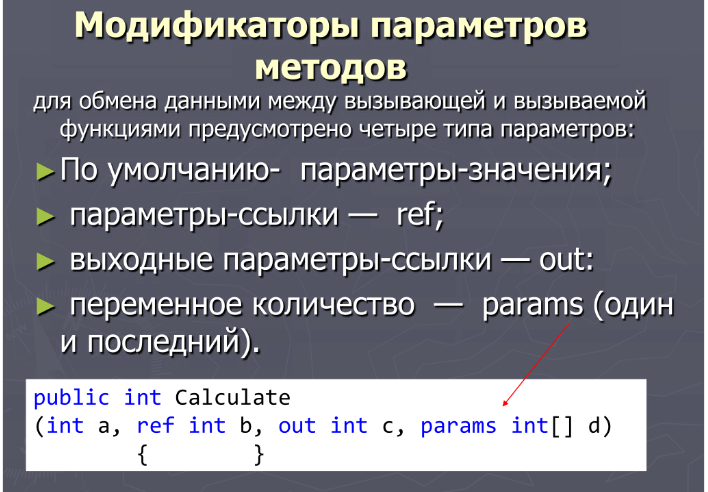 Модификаторы параметров
методов
для обмена данными между вызывающей и вызываемой
функциями предусмотрено четыре типа параметров:
►По умолчанию- параметры-значения;
► параметры-ссылки — ref;
► выходные параметры-ссылки — out:
► переменное количество — params (один
и последний).
public int Calculate
(int a, ref int b, out int c, params int[] d)
{ }